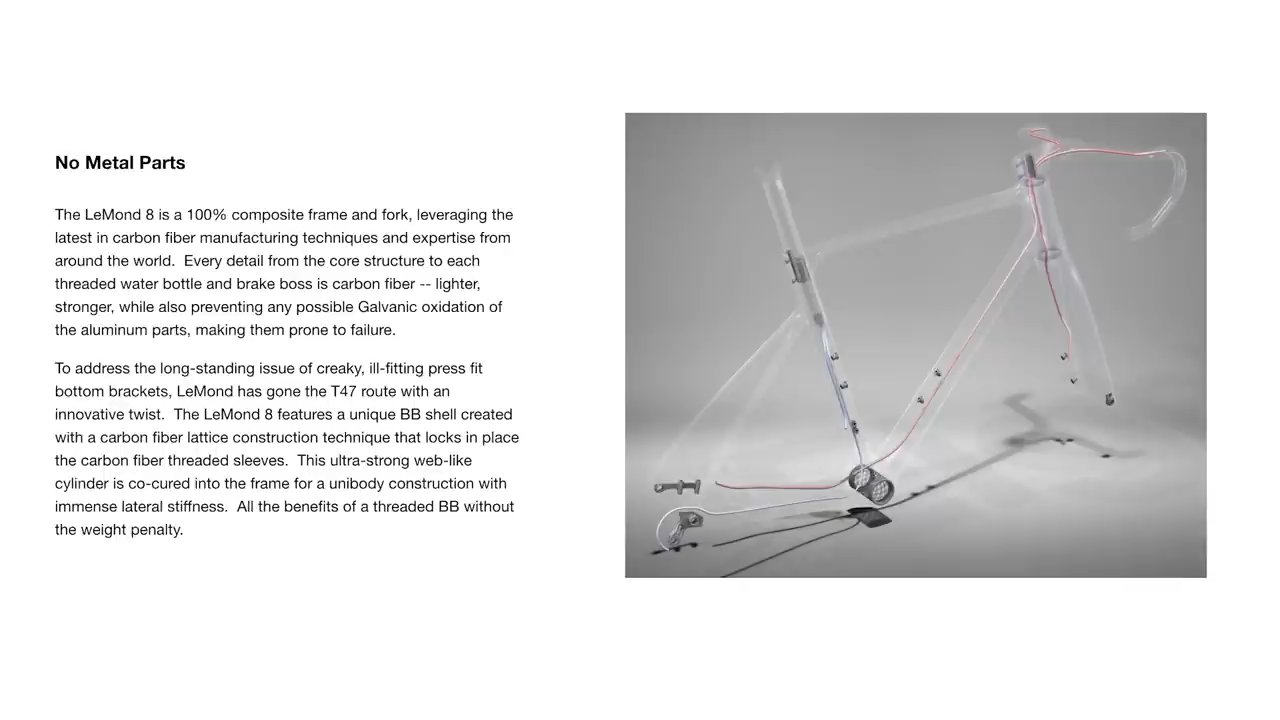 No Metal Parts
The LeMond 8 is a 100% composite frame and fork, leveraging the
latest in carbon fiber manufacturing techniques and expertise from
around the world.  Every detail from the core structure to each
threaded water bottle and brake boss is carbon fiber -- lighter,
stronger, while also preventing any possible Galvanic oxidation of
the aluminum parts, making them prone to failure.
To address the long-standing issue of creaky, ill-fitting press fit
bottom brackets, LeMond has gone the T47 route with an
innovative twist.  The LeMond 8 features a unique BB shell created
with a carbon fiber lattice construction technique that locks in place
the carbon fiber threaded sleeves.  This ultra-strong web-like
cylinder is co-cured into the frame for a unibody construction with
immense lateral stiffness.  All the benefits of a threaded BB without
the weight penalty.